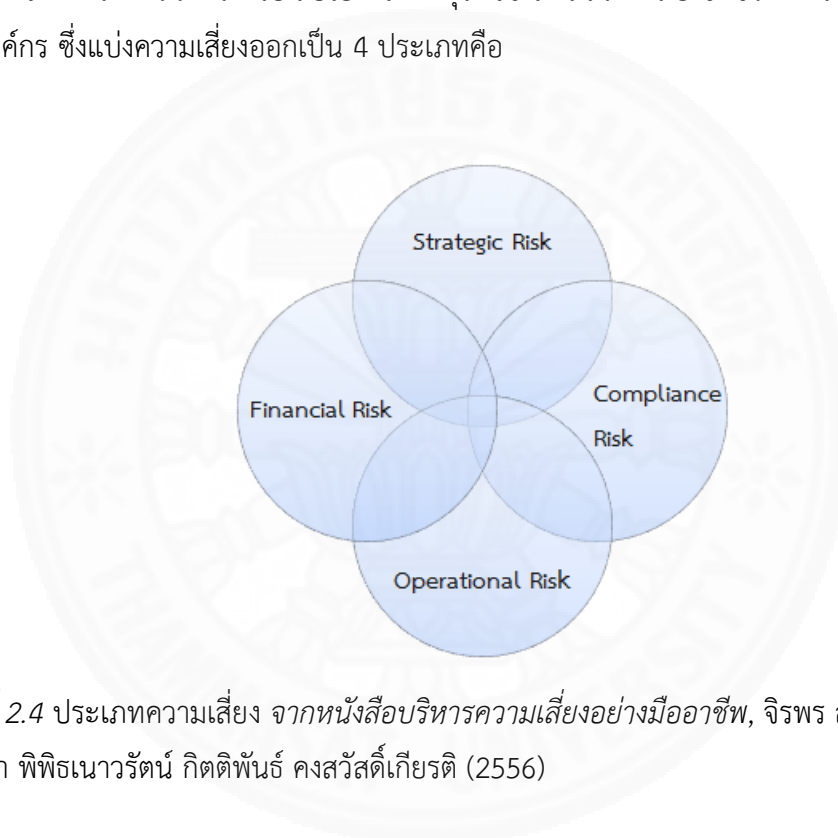 ค์กร ซึ่งแบ่งความเสี่ยงออกเป็น 4 ประเภทคือ
Strategic Risk
Financial Risk
Compliance
Risk
Operational Risk
2.4 ประเภทความเสี่ยง จากหนังสือบริหารความเสี่ยงอย่างมืออาชีพ, จิรพร
พิพิธเนาวรัตน์ กิตติพันธ์ คงสวัสดิ์เกียรติ (2556)